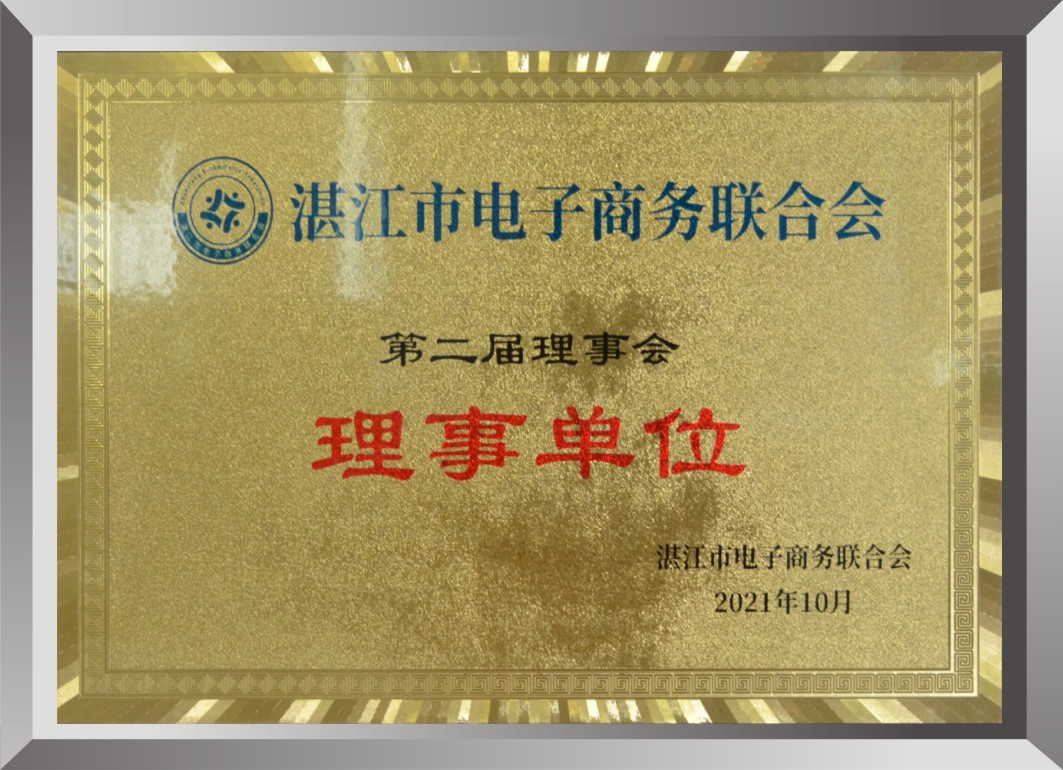 湛江市电子商务联合会
第二届理事会
理事单位
湛江市电子商务联合会
2021年10月